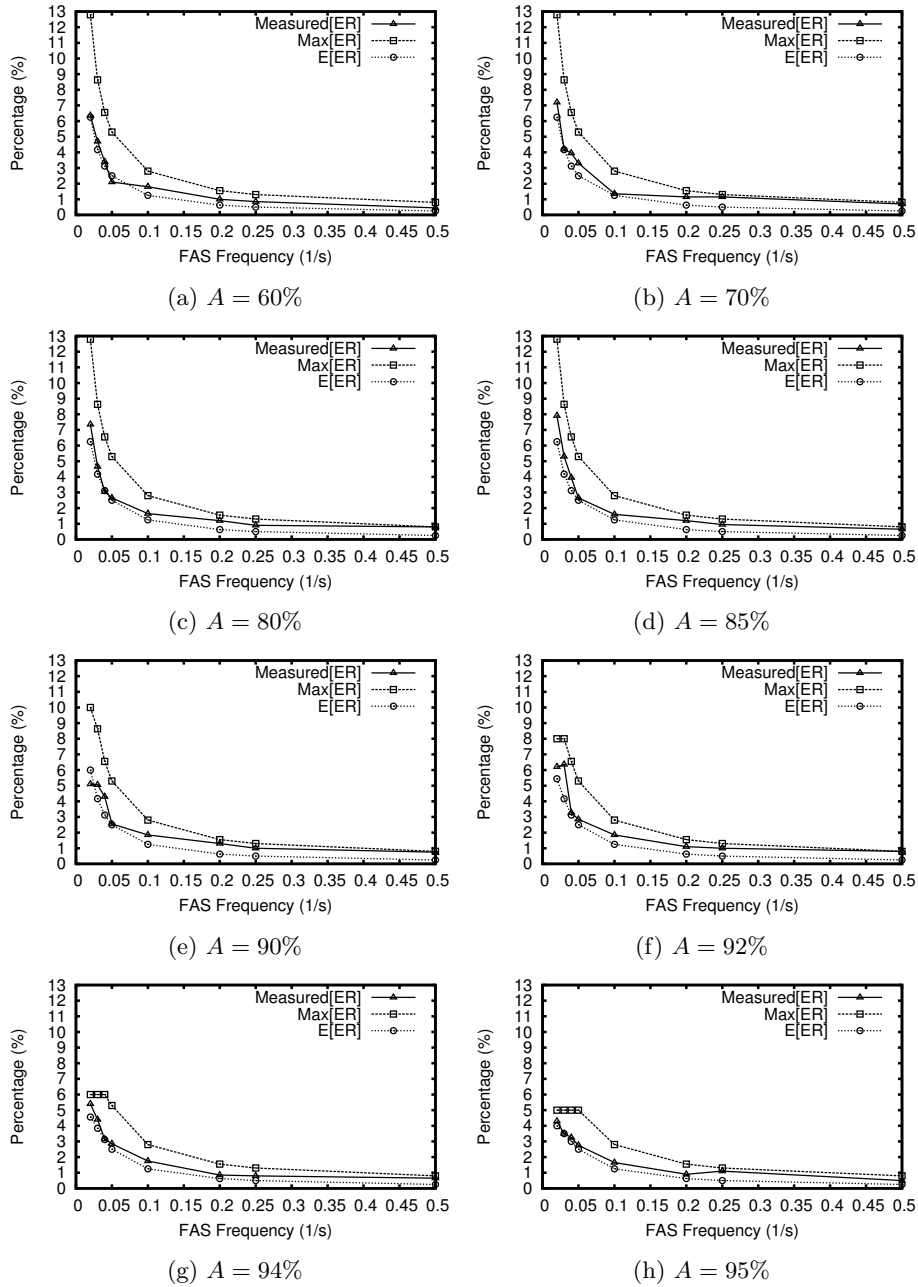 Percentage (%)
13
12
11
10
9
8
7
6
5
4
3
2
1
0
Measured[ER]
Max[ER]
E[ER]
0 0.05 0.1 0.15 0.2 0.25 0.3 0.35 0.4 0.45 0.5
FAS Frequency (1/s)
(a) A = 60%
Percentage (%)
13
12
11
10
9
8
7
6
5
4
3
2
1
0
Measured[ER]
Max[ER]
E[ER]
0 0.05 0.1 0.15 0.2 0.25 0.3 0.35 0.4 0.45 0.5
FAS Frequency (1/s)
(b) A = 70%
Percentage (%)
13
12
11
10
9
8
7
6
5
4
3
2
1
0
Measured[ER]
Max[ER]
E[ER]
0 0.05 0.1 0.15 0.2 0.25 0.3 0.35 0.4 0.45 0.5
FAS Frequency (1/s)
(c) A = 80%
Percentage (%)
13
12
11
10
9
8
7
6
5
4
3
2
1
0
Measured[ER]
Max[ER]
E[ER]
0 0.05 0.1 0.15 0.2 0.25 0.3 0.35 0.4 0.45 0.5
FAS Frequency (1/s)
(d) A = 85%
Percentage (%)
13
12
11
10
9
8
7
6
5
4
3
2
1
0
Measured[ER]
Max[ER]
E[ER]
0 0.05 0.1 0.15 0.2 0.25 0.3 0.35 0.4 0.45 0.5
FAS Frequency (1/s)
(e) A = 90%
Percentage (%)
13
12
11
10
9
8
7
6
5
4
3
2
1
0
Measured[ER]
Max[ER]
E[ER]
0 0.05 0.1 0.15 0.2 0.25 0.3 0.35 0.4 0.45 0.5
FAS Frequency (1/s)
(f) A = 92%
Percentage (%)
13
12
11
10
9
8
7
6
5
4
3
2
1
0
Measured[ER]
Max[ER]
E[ER]
0 0.05 0.1 0.15 0.2 0.25 0.3 0.35 0.4 0.45 0.5
FAS Frequency (1/s)
(g) A = 94%
Percentage (%)
13
12
11
10
9
8
7
6
5
4
3
2
1
0
Measured[ER]
Max[ER]
E[ER]
0 0.05 0.1 0.15 0.2 0.25 0.3 0.35 0.4 0.45 0.5
FAS Frequency (1/s)
(h) A = 95%